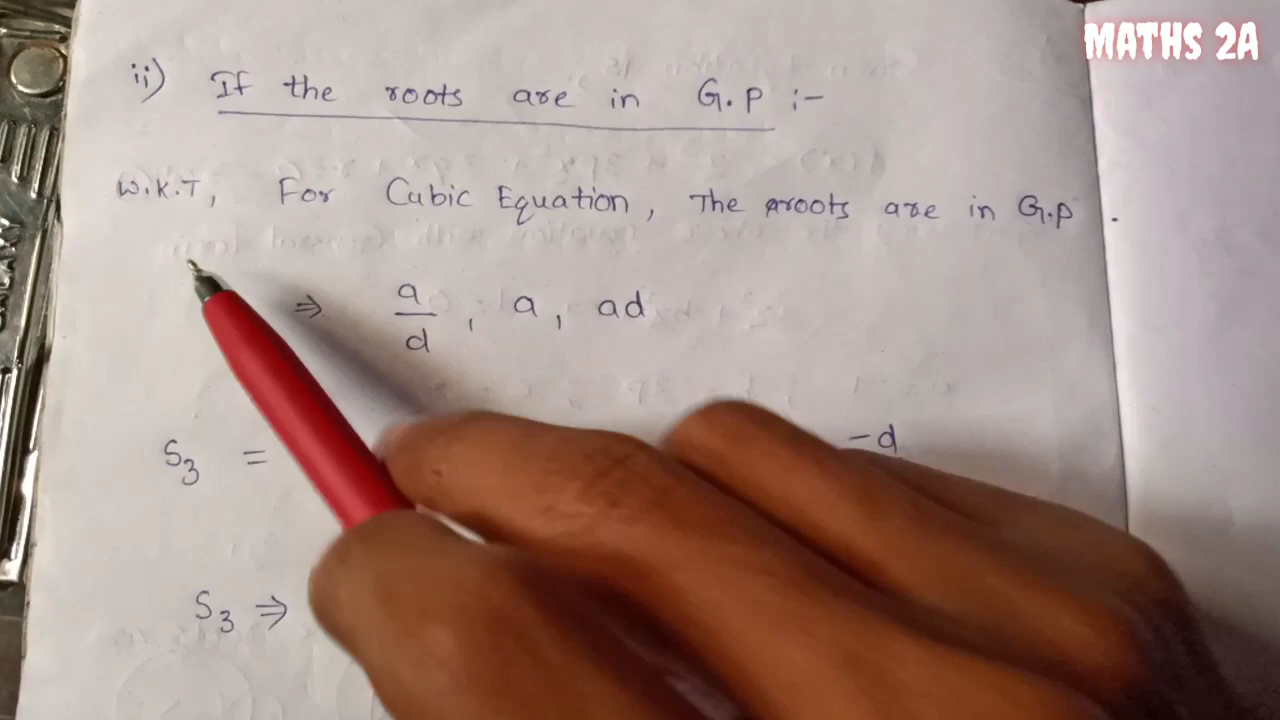 MATHS 2A
ii) If the roots are in G.P :-
W.K.T, For Cubic Equation, The roots are in G.P.
⇒ a/d, a, ad
S₃ = -d
S₃ ⇒